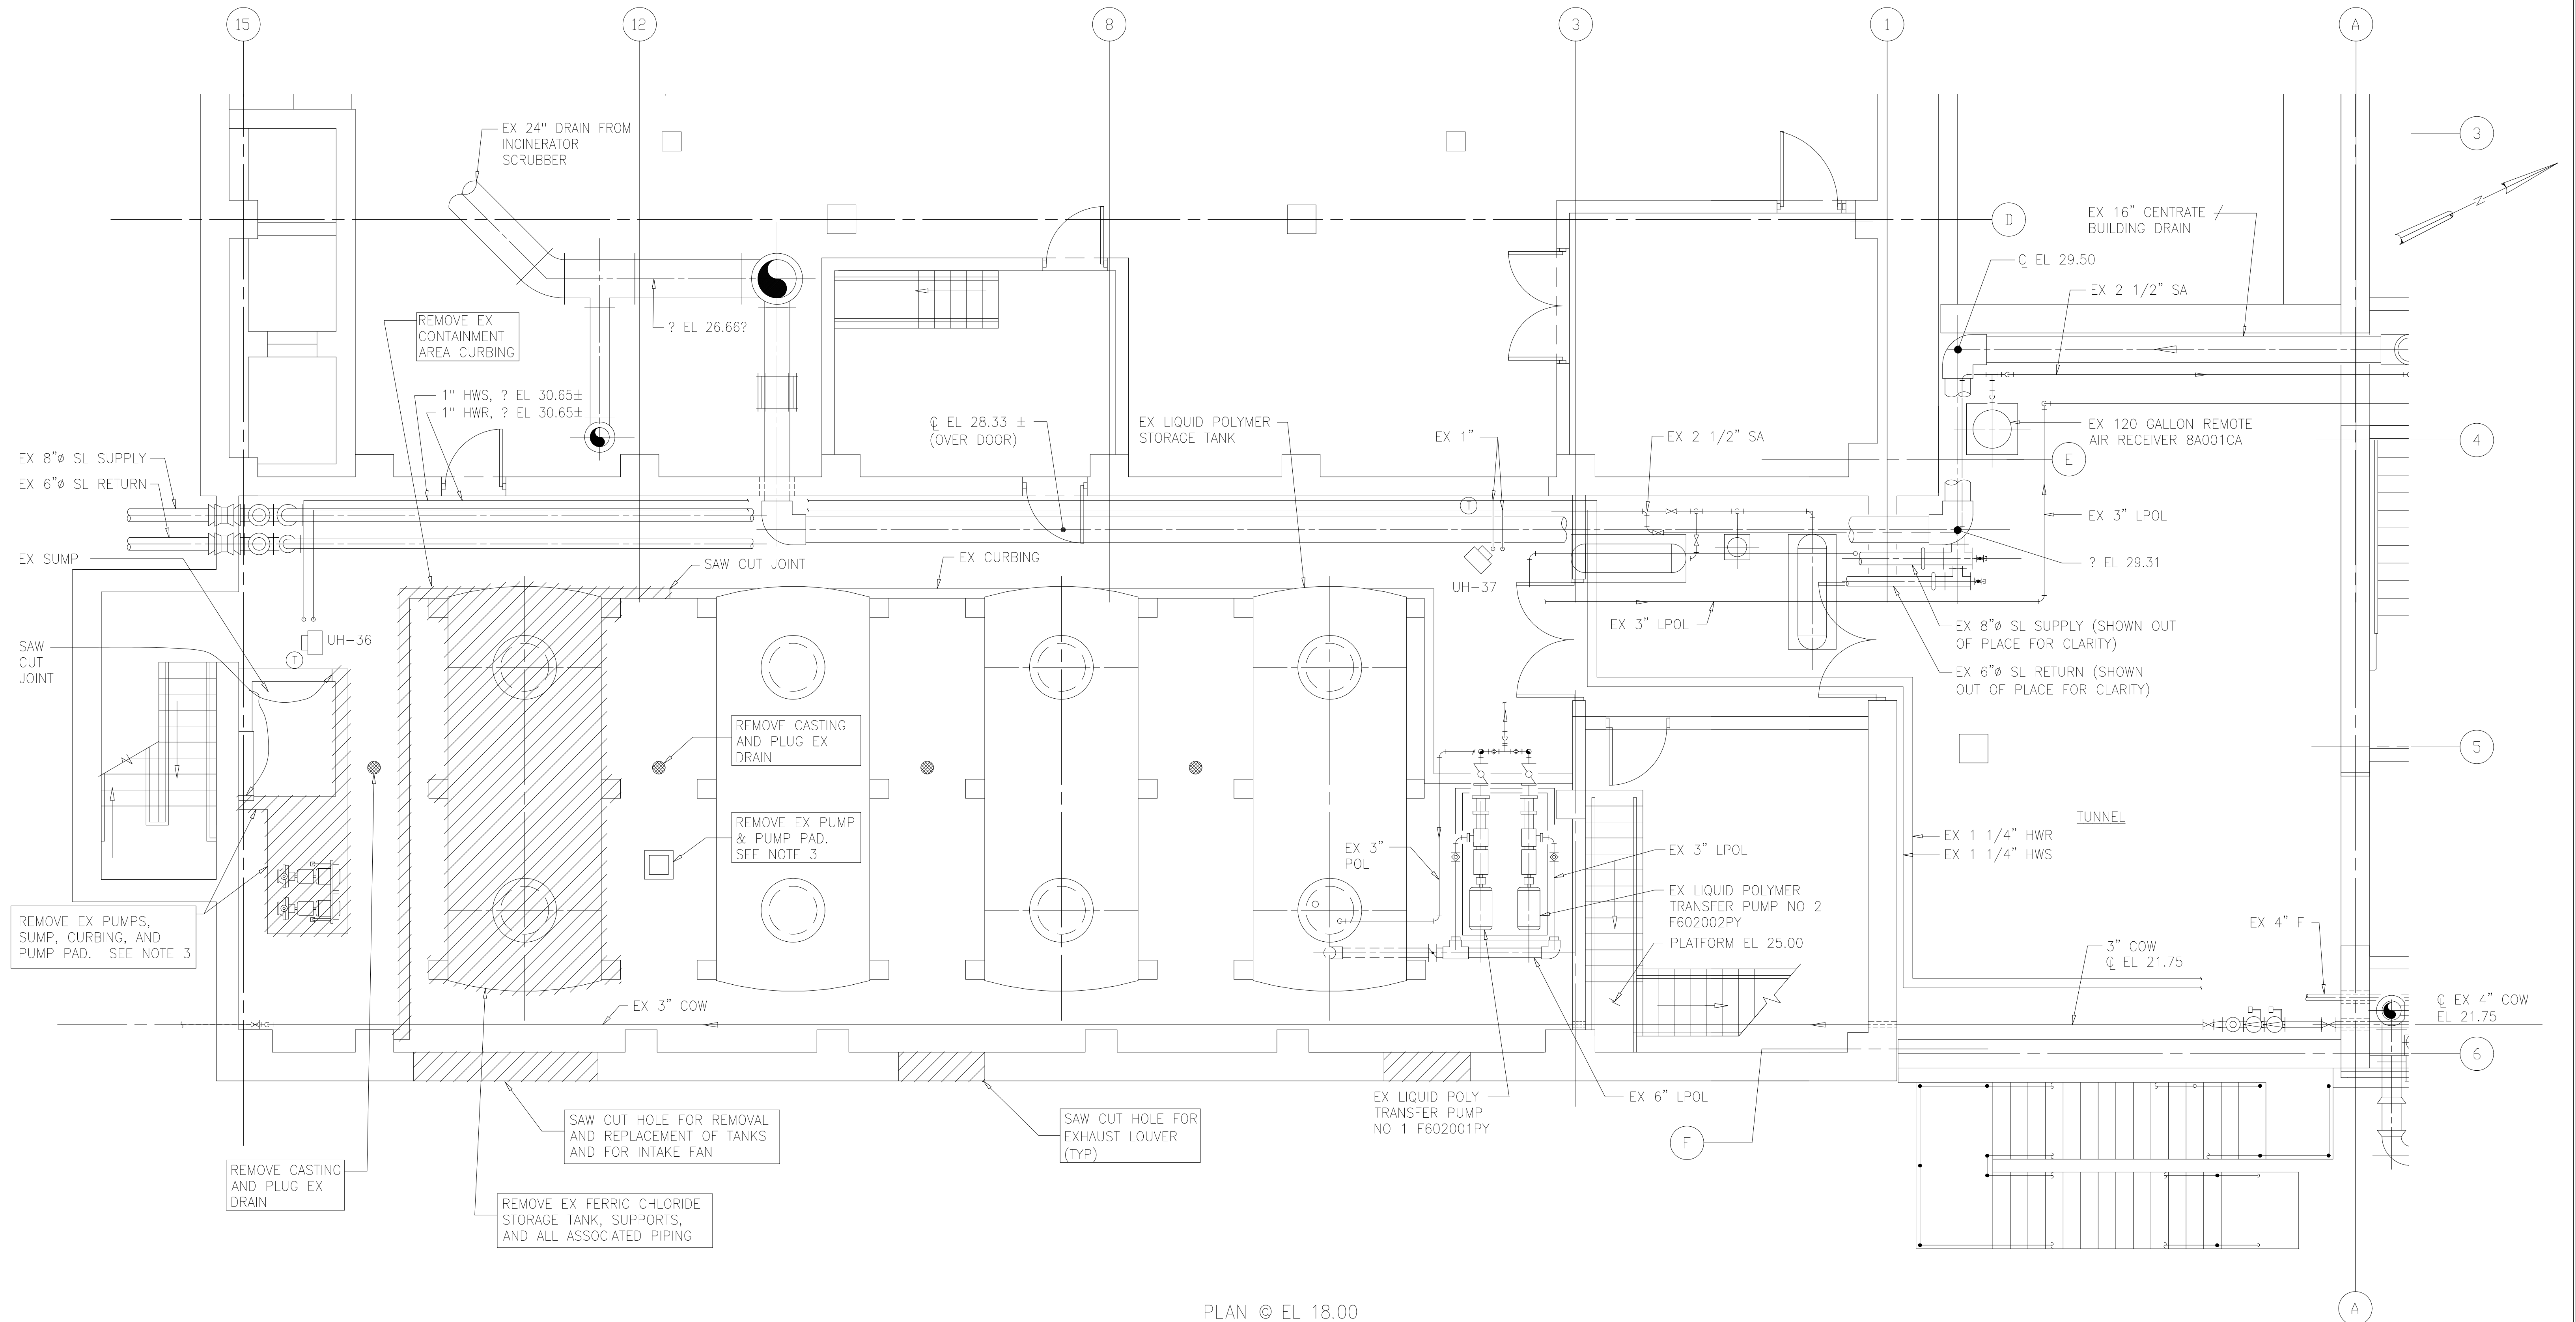 15
12
8
3
1
A
EX 24" DRAIN FROM
INCINERATOR
SCRUBBER
3
D
EX 16" CENTRATE /
BUILDING DRAIN
N
℄ EL 29.50
EX 2 1/2" SA
REMOVE EX
CONTAINMENT
AREA CURBING
? EL 26.66?
1" HWS, ? EL 30.65±
1" HWR, ? EL 30.65±
℄ EL 28.33 ±
(OVER DOOR)
EX LIQUID POLYMER
STORAGE TANK
EX 1"
EX 2 1/2" SA
EX 120 GALLON REMOTE
AIR RECEIVER 8A001CA
4
E
EX 8"ø SL SUPPLY
EX 6"ø SL RETURN
T
EX 3" LPOL
EX SUMP
SAW CUT JOINT
EX CURBING
UH-37
? EL 29.31
EX 3" LPOL
EX 8"ø SL SUPPLY (SHOWN OUT
OF PLACE FOR CLARITY)
SAW
CUT
JOINT
UH-36
T
EX 6"ø SL RETURN (SHOWN
OUT OF PLACE FOR CLARITY)
REMOVE CASTING
AND PLUG EX
DRAIN
5
TUNNEL
REMOVE EX PUMP
& PUMP PAD.
SEE NOTE 3
EX 3"
POL
EX 3" LPOL
EX 1 1/4" HWR
EX 1 1/4" HWS
EX LIQUID POLYMER
TRANSFER PUMP NO 2
F602002PY
REMOVE EX PUMPS,
SUMP, CURBING, AND
PUMP PAD. SEE NOTE 3
PLATFORM EL 25.00
EX 4" F
3" COW
℄ EL 21.75
EX 3" COW
℄ EX 4" COW
EL 21.75
6
EX LIQUID POLY
TRANSFER PUMP
NO 1 F602001PY
EX 6" LPOL
SAW CUT HOLE FOR REMOVAL
AND REPLACEMENT OF TANKS
AND FOR INTAKE FAN
SAW CUT HOLE FOR
EXHAUST LOUVER
(TYP)
F
REMOVE CASTING
AND PLUG EX
DRAIN
REMOVE EX FERRIC CHLORIDE
STORAGE TANK, SUPPORTS,
AND ALL ASSOCIATED PIPING
A
PLAN @ EL 18.00